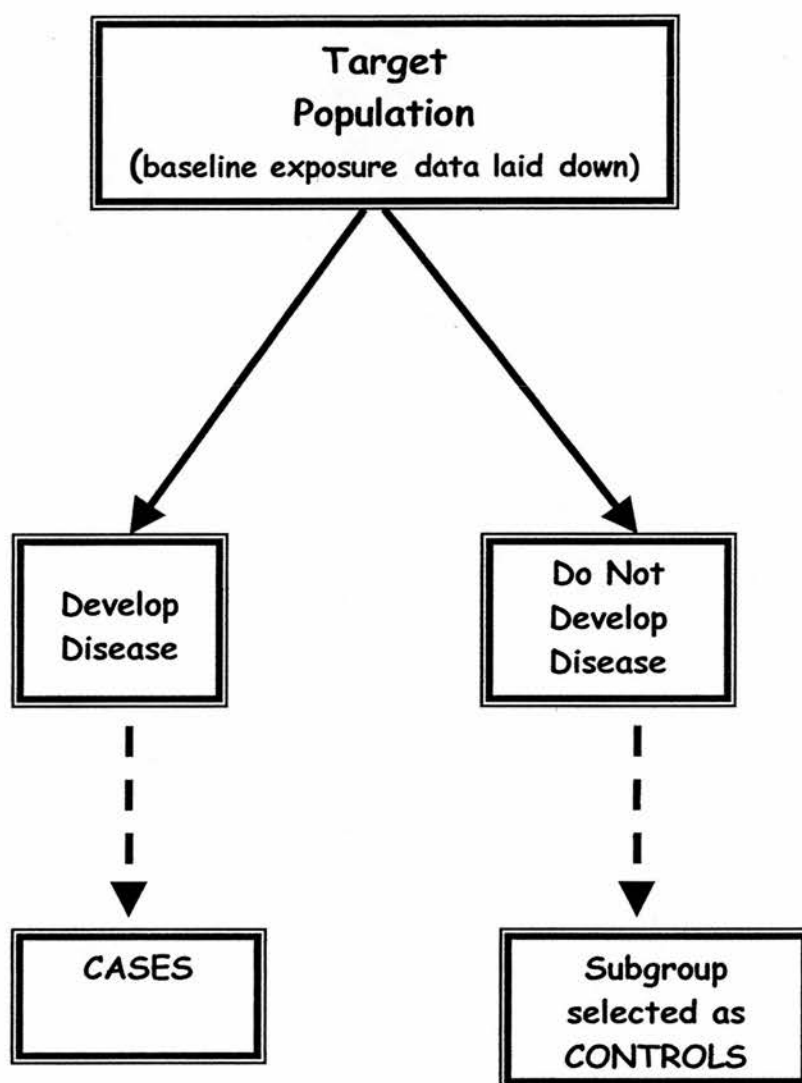 Target
Population
(baseline exposure data laid down)
Develop
Disease
Do Not
Develop
Disease
CASES
Subgroup
selected as
CONTROLS